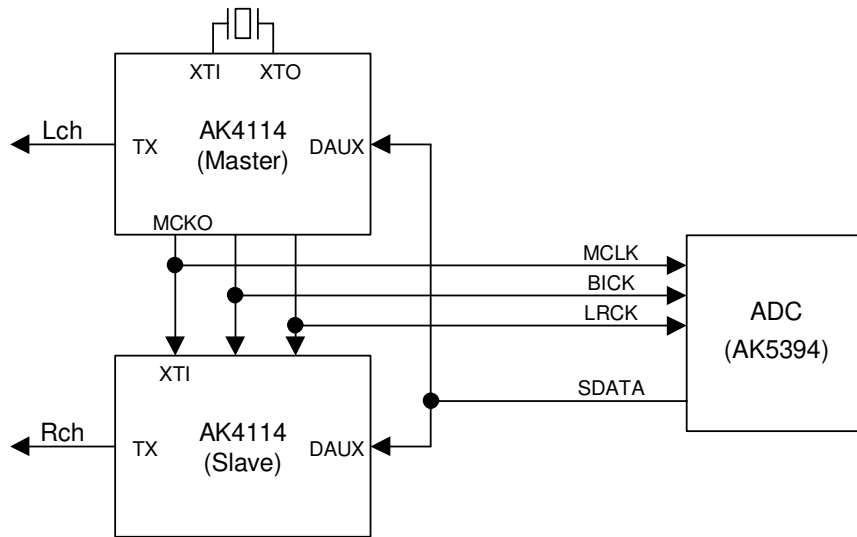 XTI XTO
Lch
TX
AK4114
(Master)
DAUX
MCKO
MCLK
BICK
LRCK
ADC
(AK5394)
SDATA
XTI
Rch
TX
AK4114
(Slave)
DAUX